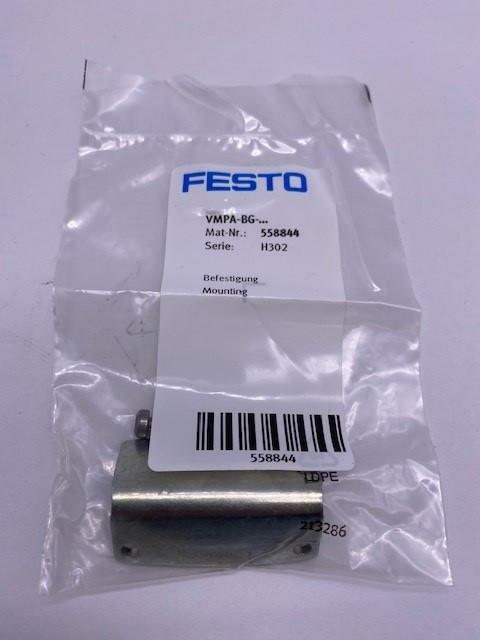 FESTO
VMPA-BG-...
Mat-Nr.: 558844
Serie: H302
Befestigung
Mounting
558844
LDPE
213286